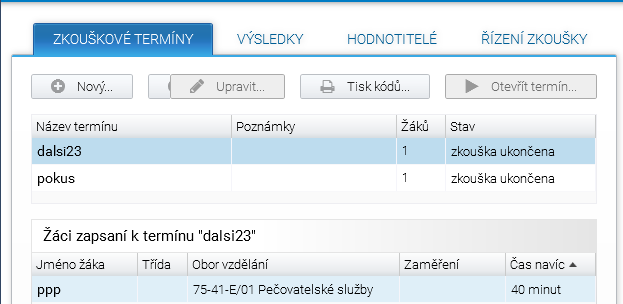 ZKOUŠKOVÉ TERMÍNY VÝSLEDKY HODNOTITELÉ ŘÍZENÍ ZKOUŠKY
Nový... Upravit... Tisk kódů... Otevřít termín...
Název termínu Poznámky Žáků Stav
dalsi23 1 zkouška ukončena
pokus 1 zkouška ukončena
Žáci zapsaní k termínu "dalsi23"
Jméno žáka Třída Obor vzdělání Zaměření Čas navíc
ppp 75-41-E/01 Pečovatelské služby 40 minut